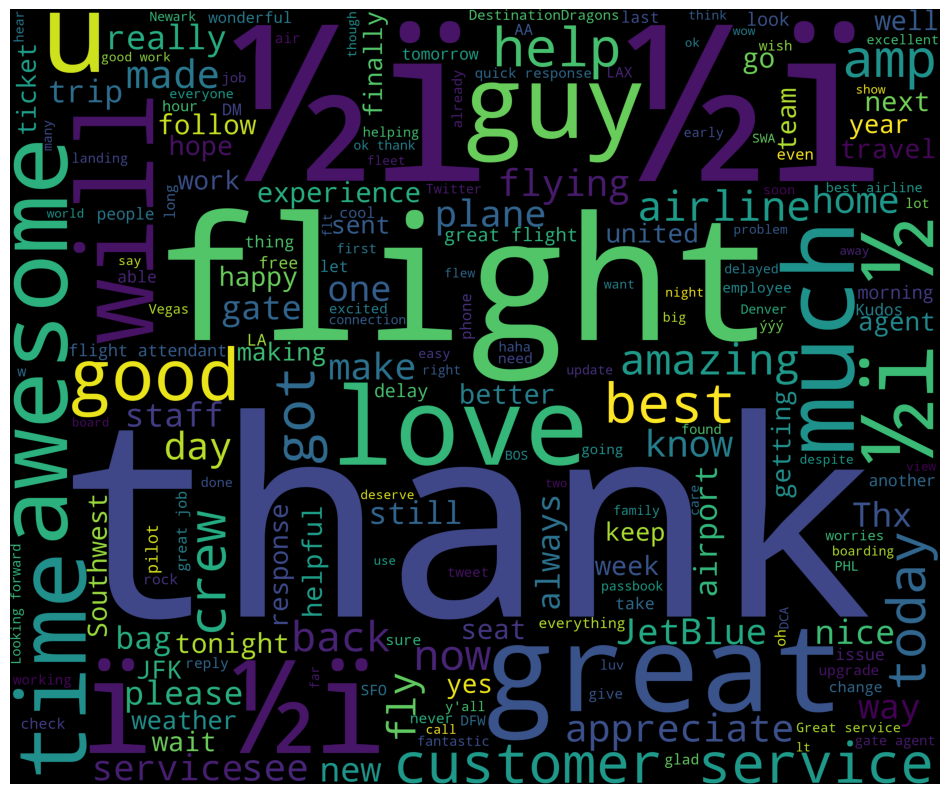 Newark
wonderful
DestinationDragons
last
think
wow
look
well
hear
u
really
½ï
½ï
AA
ok
excellent
good work
air
though
tomorrow
help
wish
go
amp
ticket
made
job
finally
quick response
LAX
show
trip
everyone
guy
next
hour
DM
already
team
year
many
follow
helping
early
SWA
even
travel
landing
hope
ok thank
will
work
fleet
experience
Twitter
flying
soon
best airline
long
plane
airline
home
lot
world
people
cool
sent
flt
great flight
united
problem
awesome
thing
first
flight
say
able
free
let
flew
want
delayed
away
happy
employee
morning
½
Vegas
gate
one
excited
connection
phone
night
big
Denver
ýýý
Kudos
agent
much
LA
haha
need
w
flight attendant
making
make
easy
right
update
amazing
good
got
delay
better
best
½ï
board
staff
love
found
know
getting
despite
view
day
BOS
going
another
done
thank
deserve
two
care
Southwest
pilot
great job
crew
response
helpful
still
always
family
keep
airport
Thx
worries
boarding
PHL
rock
use
tweet
week
passbook
take
today
Looking forward
time
bag
tonight
back
sure
everything
seat
JetBlue
DCA
oh
nice
working
ï½ï
JFK
reply
far
SFO
fly
now
great
luv
issue
upgrade
please
yes
give
change
way
check
weather
y'all
never
DFW
call
appreciate
Great service
wait
fantastic
lt
gate agent
service
see
new
customer service
glad